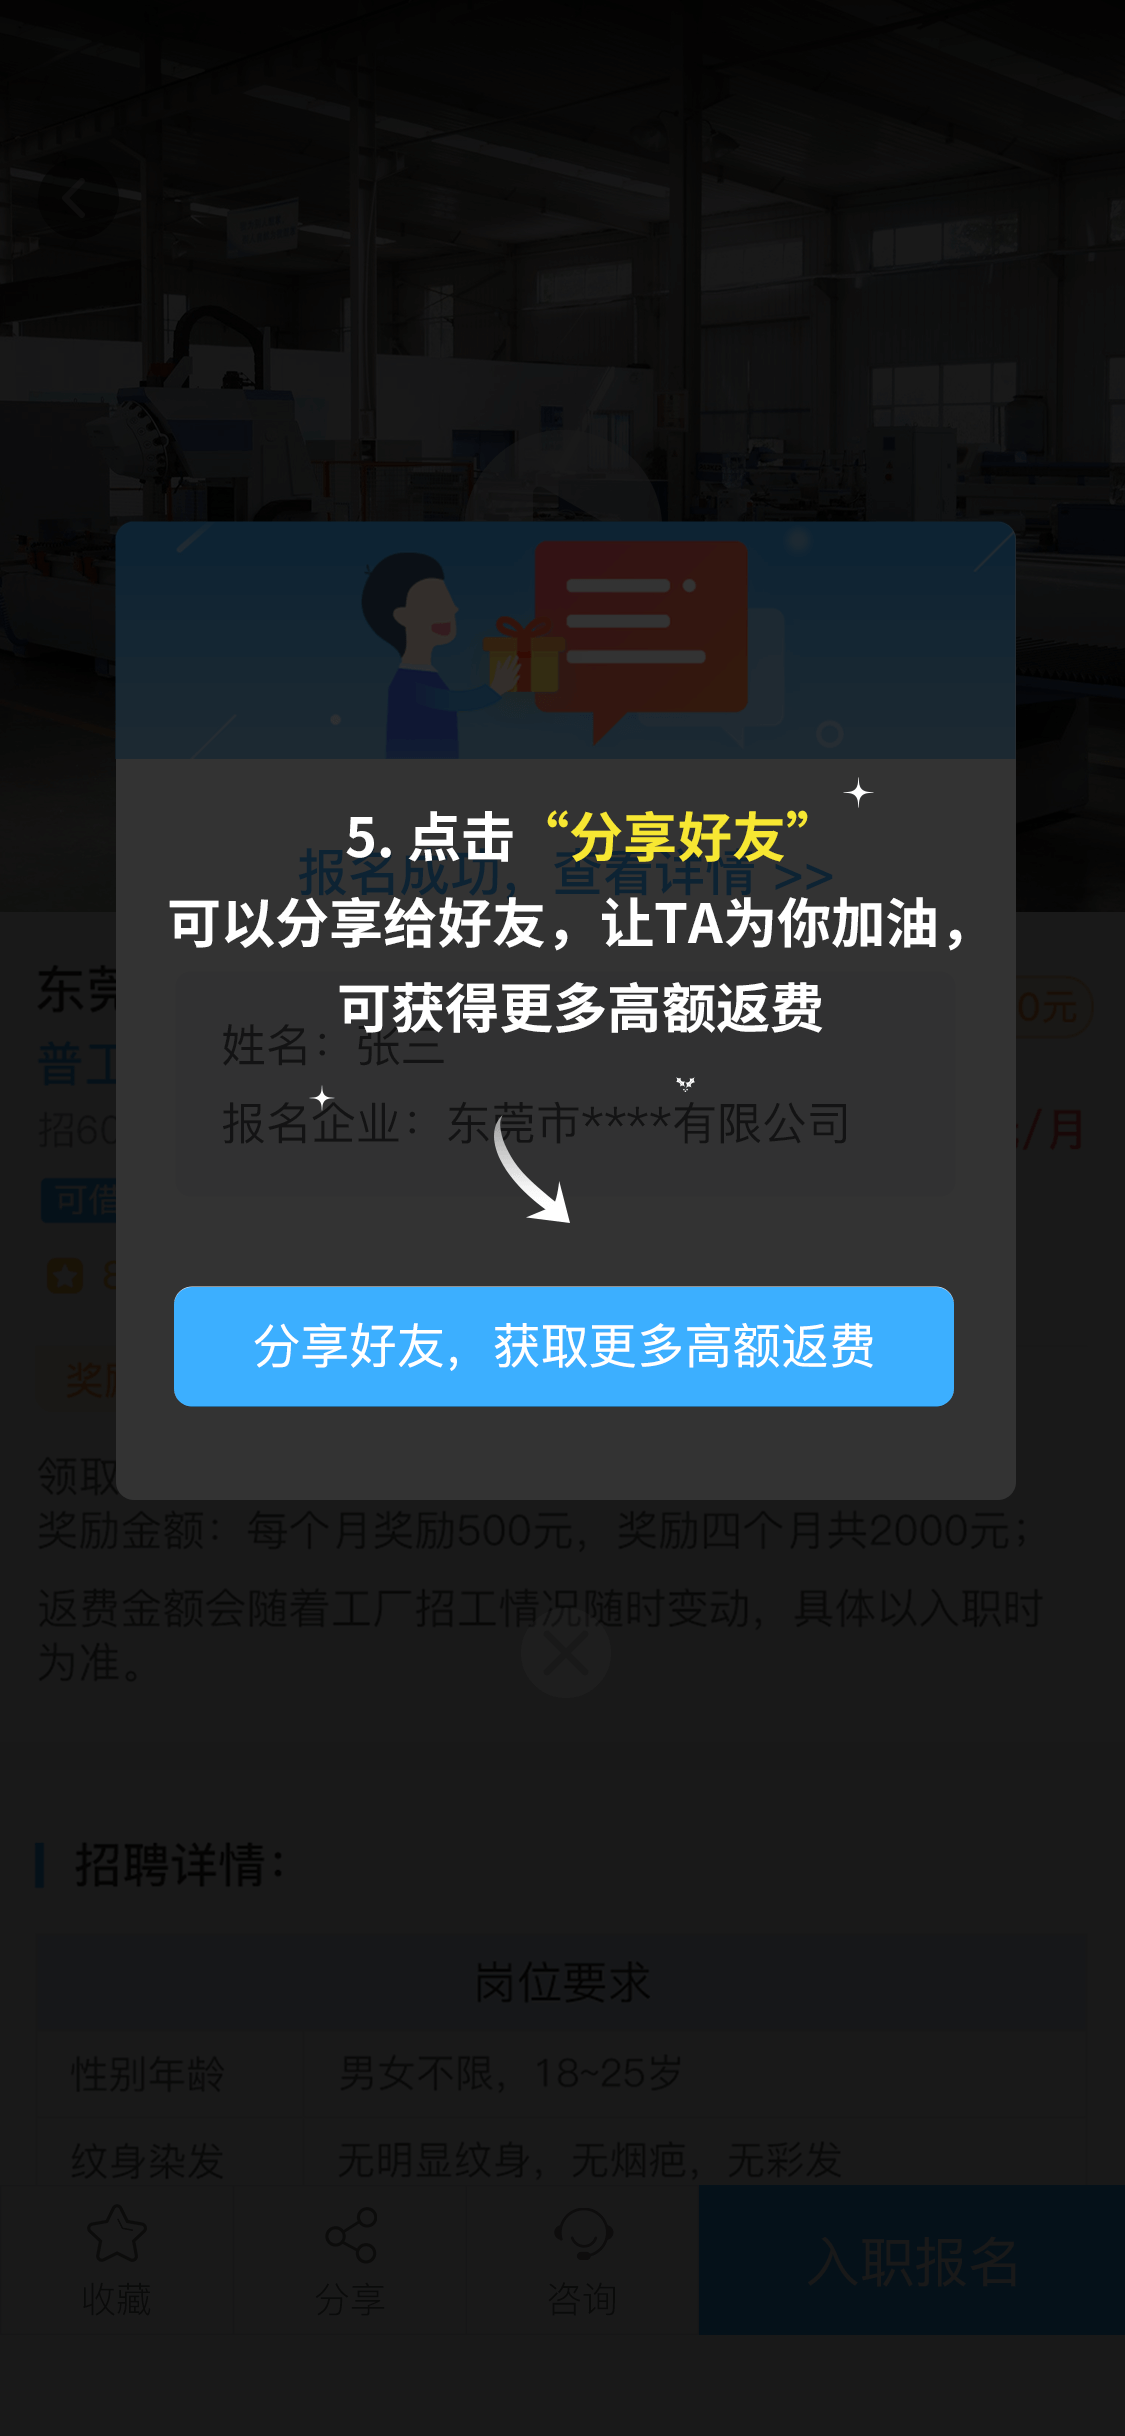 5. 点击“分享好友”
报名成功，查看详情 >>
可以分享给好友，让TA为你加油，
可获得更多高额返费
东莞
0元
姓名：张三
普工
报名企业：东莞市****有限公司
招60
/月
可借
8
分享好友，获取更多高额返费
奖励
领取
奖励金额：每个月奖励500元，奖励四个月共2000元；
返费金额会随着工厂招工情况随时变动，具体以入职时
为准。
招聘详情：
岗位要求
性别年龄 男女不限，18~25岁
纹身染发 无明显纹身，无烟疤，无彩发
收藏 分享 咨询 入职报名